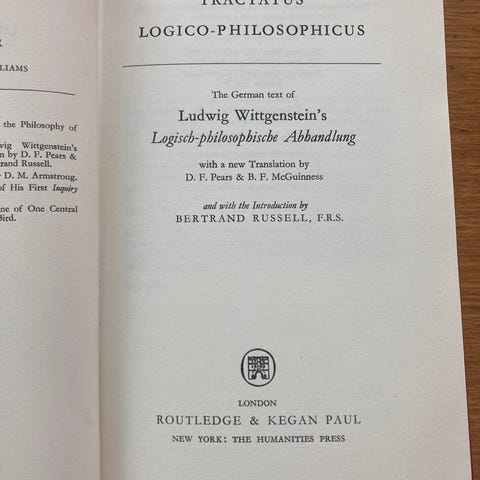 R
LIAMS
the Philosophy of
wig Wittgenstein's
n by D. F. Pears &
trand Russell.
D. M. Armstrong.
of His First Inquiry
ne of One Central
Bird.
TRACTATUS
LOGICO-PHILOSOPHICUS
The German text of
Ludwig Wittgenstein's
Logisch-philosophische Abhandlung
with a new Translation by
D. F. Pears & B. F. McGuinness
and with the Introduction by
BERTRAND RUSSELL, F.R.S.
LONDON
ROUTLEDGE & KEGAN PAUL
NEW YORK: THE HUMANITIES PRESS